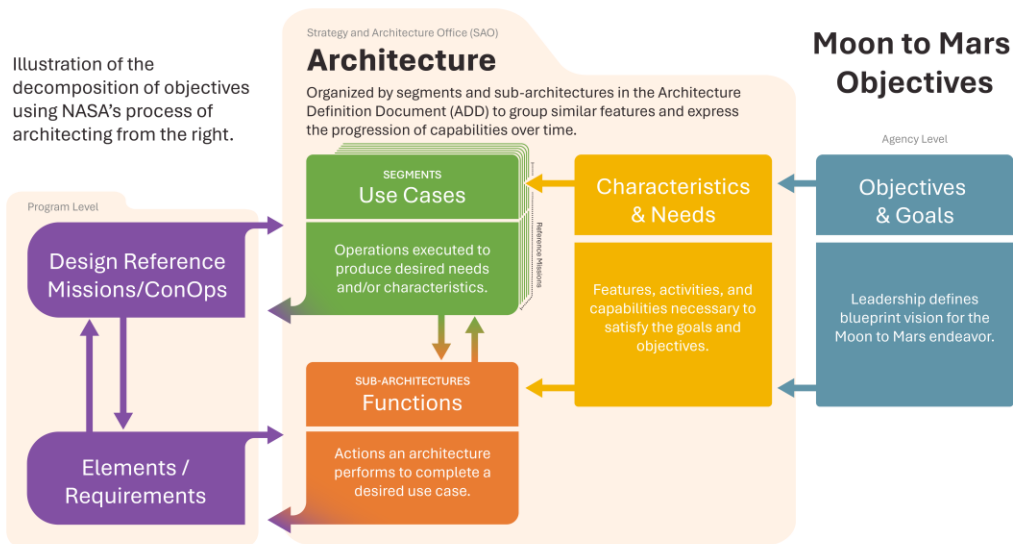 Illustration of the
decomposition of objectives
using NASA's process of
architecting from the right.
Strategy and Architecture Office (SAO)
Architecture
Organized by segments and sub-architectures in the Architecture
Definition Document (ADD) to group similar features and express
the progression of capabilities over time.
Moon to Mars
Objectives
Agency Level
Program Level
Design Reference
Missions/ConOps
Elements /
Requirements
SEGMENTS
Use Cases
Operations executed to
produce desired needs
and/or characteristics.
Reference Missions
SUB-ARCHITECTURES
Functions
Actions an architecture
performs to complete a
desired use case.
Characteristics
& Needs
Features, activities, and
capabilities necessary to
satisfy the goals and
objectives.
Objectives
& Goals
Leadership defines
blueprint vision for the
Moon to Mars endeavor.